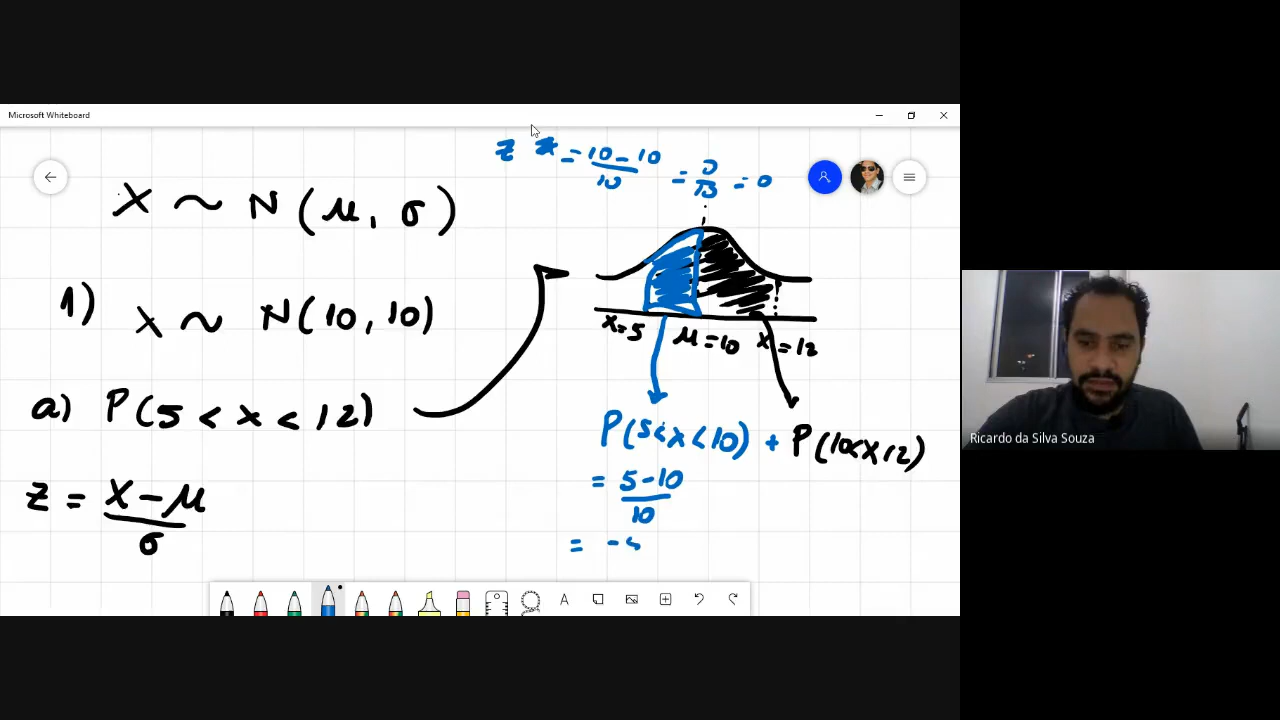 Microsoft Whiteboard
z = 10-10/10 = 0/10 = 0
X ~ N(μ, σ)
1) X ~ N(10, 10)
x=5 μ=10 x=12
a) P(5 < x < 12)
P(5<x<10) + P(10<x<12)
= 5-10/10
= -5
z = X-μ/σ
Ricardo da Silva Souza